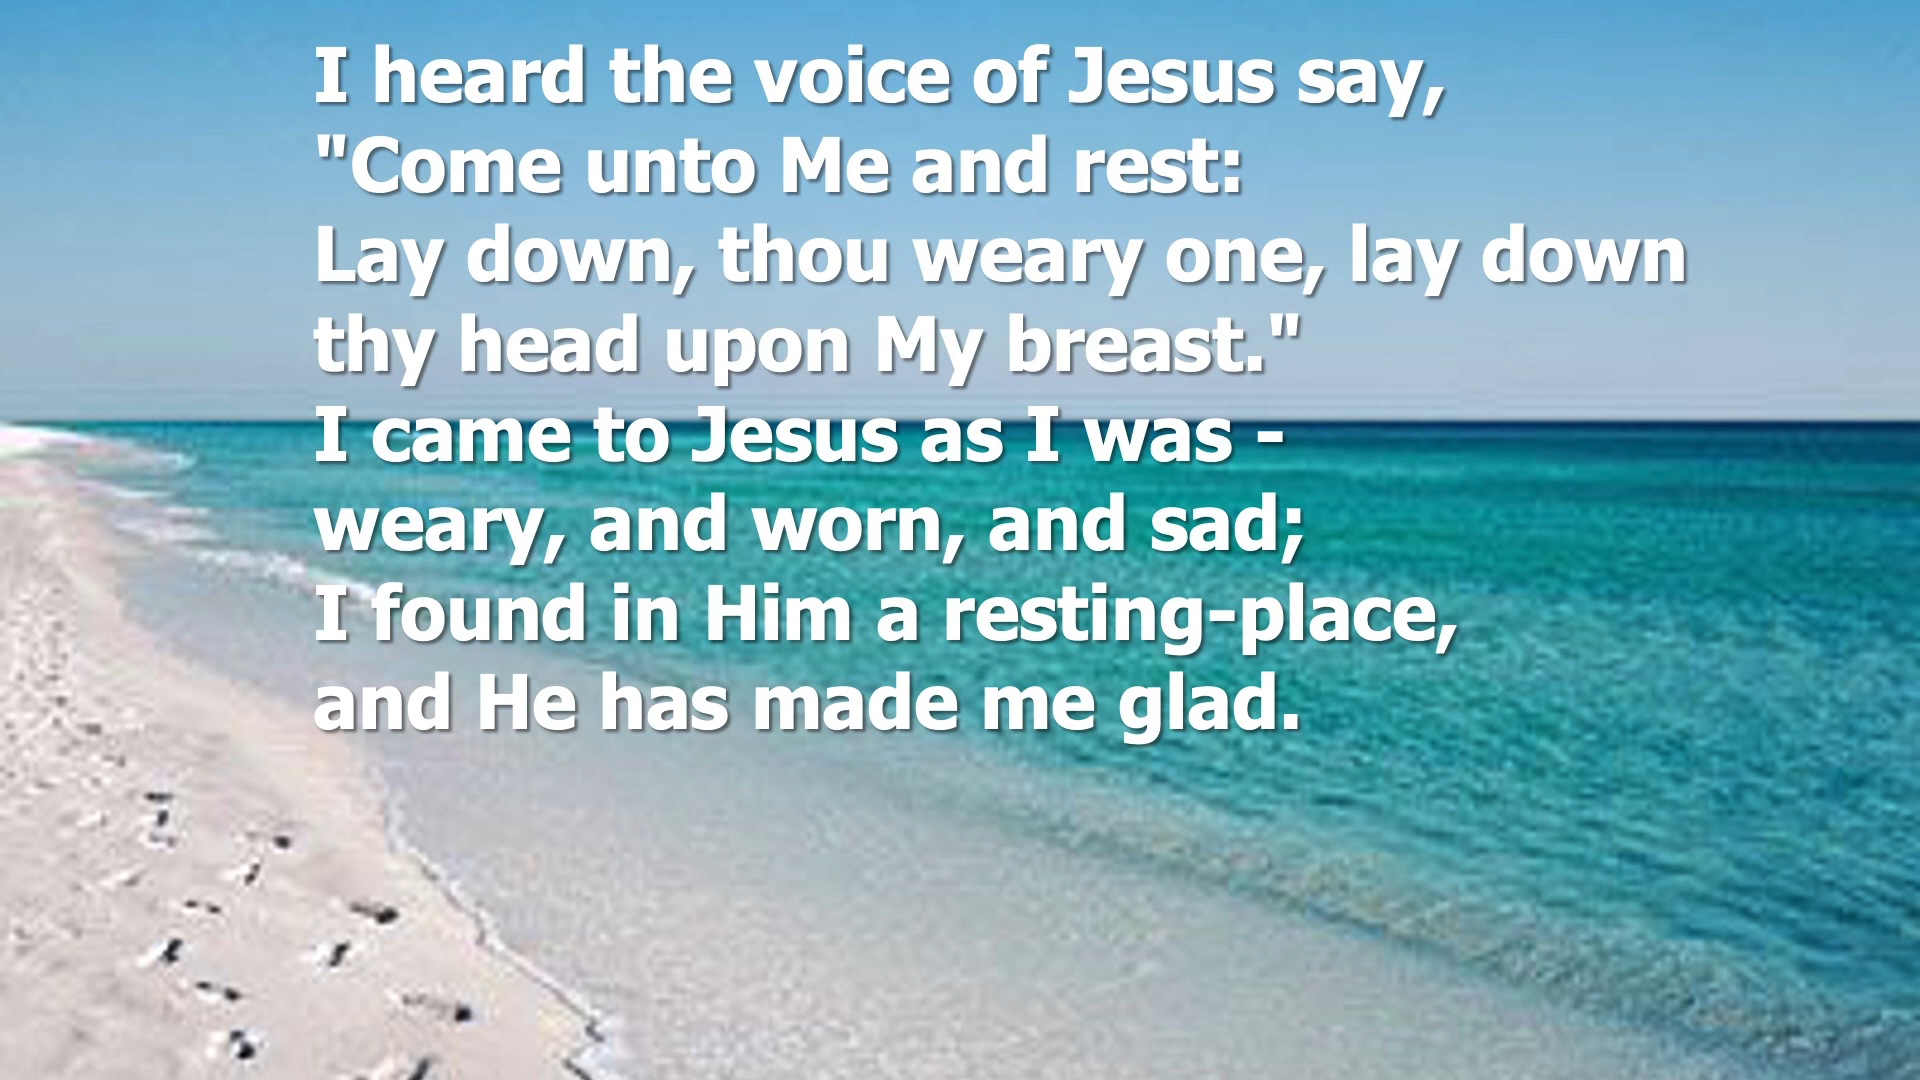 I heard the voice of Jesus say,
"Come unto Me and rest:
Lay down, thou weary one, lay down
thy head upon My breast."
I came to Jesus as I was -
weary, and worn, and sad;
I found in Him a resting-place,
and He has made me glad.